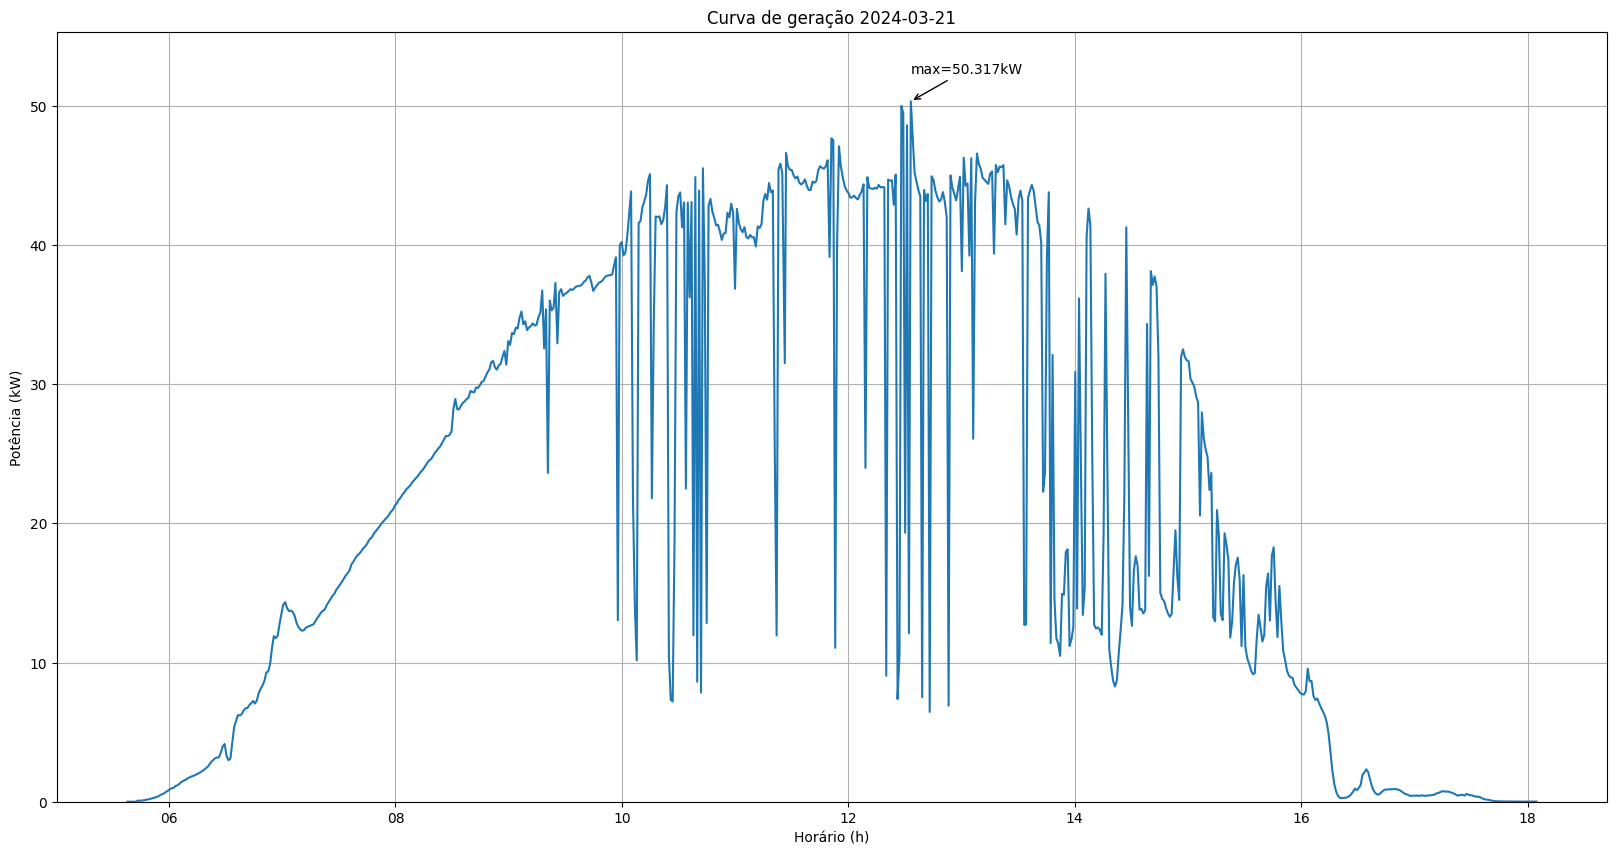 Curva de geração 2024-03-21
max=50.317kW
50
40
30
20
10
0
Potência (kW)
06 08 10 12 14 16 18
Horário (h)